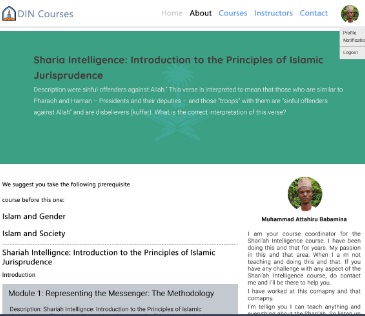 DIN Courses
Home About Courses Instructors Contact
Profile
Notificatio
Logout
Sharia Intelligence: Introduction to the Principles of Islamic
Jurisprudence
Description were sinful offenders against Allah." This verse is interpreted to mean that those who are similar to
Pharaoh and Haman – Presidents and their deputies – and those "troops" with them are "sinful offenders
against Allah" and are disbelievers (kuffar). What is the correct interpretation of this verse?
We suggest you take the following prerequisite
course before this one:
Islam and Gender
Islam and Society
Shariah Intelligence: Introduction to the Principles of Islamic
Jurisprudence
Introduction
Module 1: Representing the Messenger: The Methodology
Description: Shariah Intelligence: Introduction to the Principles of Islamic
Muhammad Attahiru Babamina
I am your course coordinator for the
Shari'ah Intelligence course. I have been
doing this and that for years. My passion
in this and that area. When I a m not
teaching and doing this and that. If you
have any challenge with any aspect of the
Shari'ah Intelligence course, do contact
me and I'll be there to help you.
I have worked at this comapny and that
comapny.
I'm telign you I can teach anything and
everything about the Shariah. So listen up